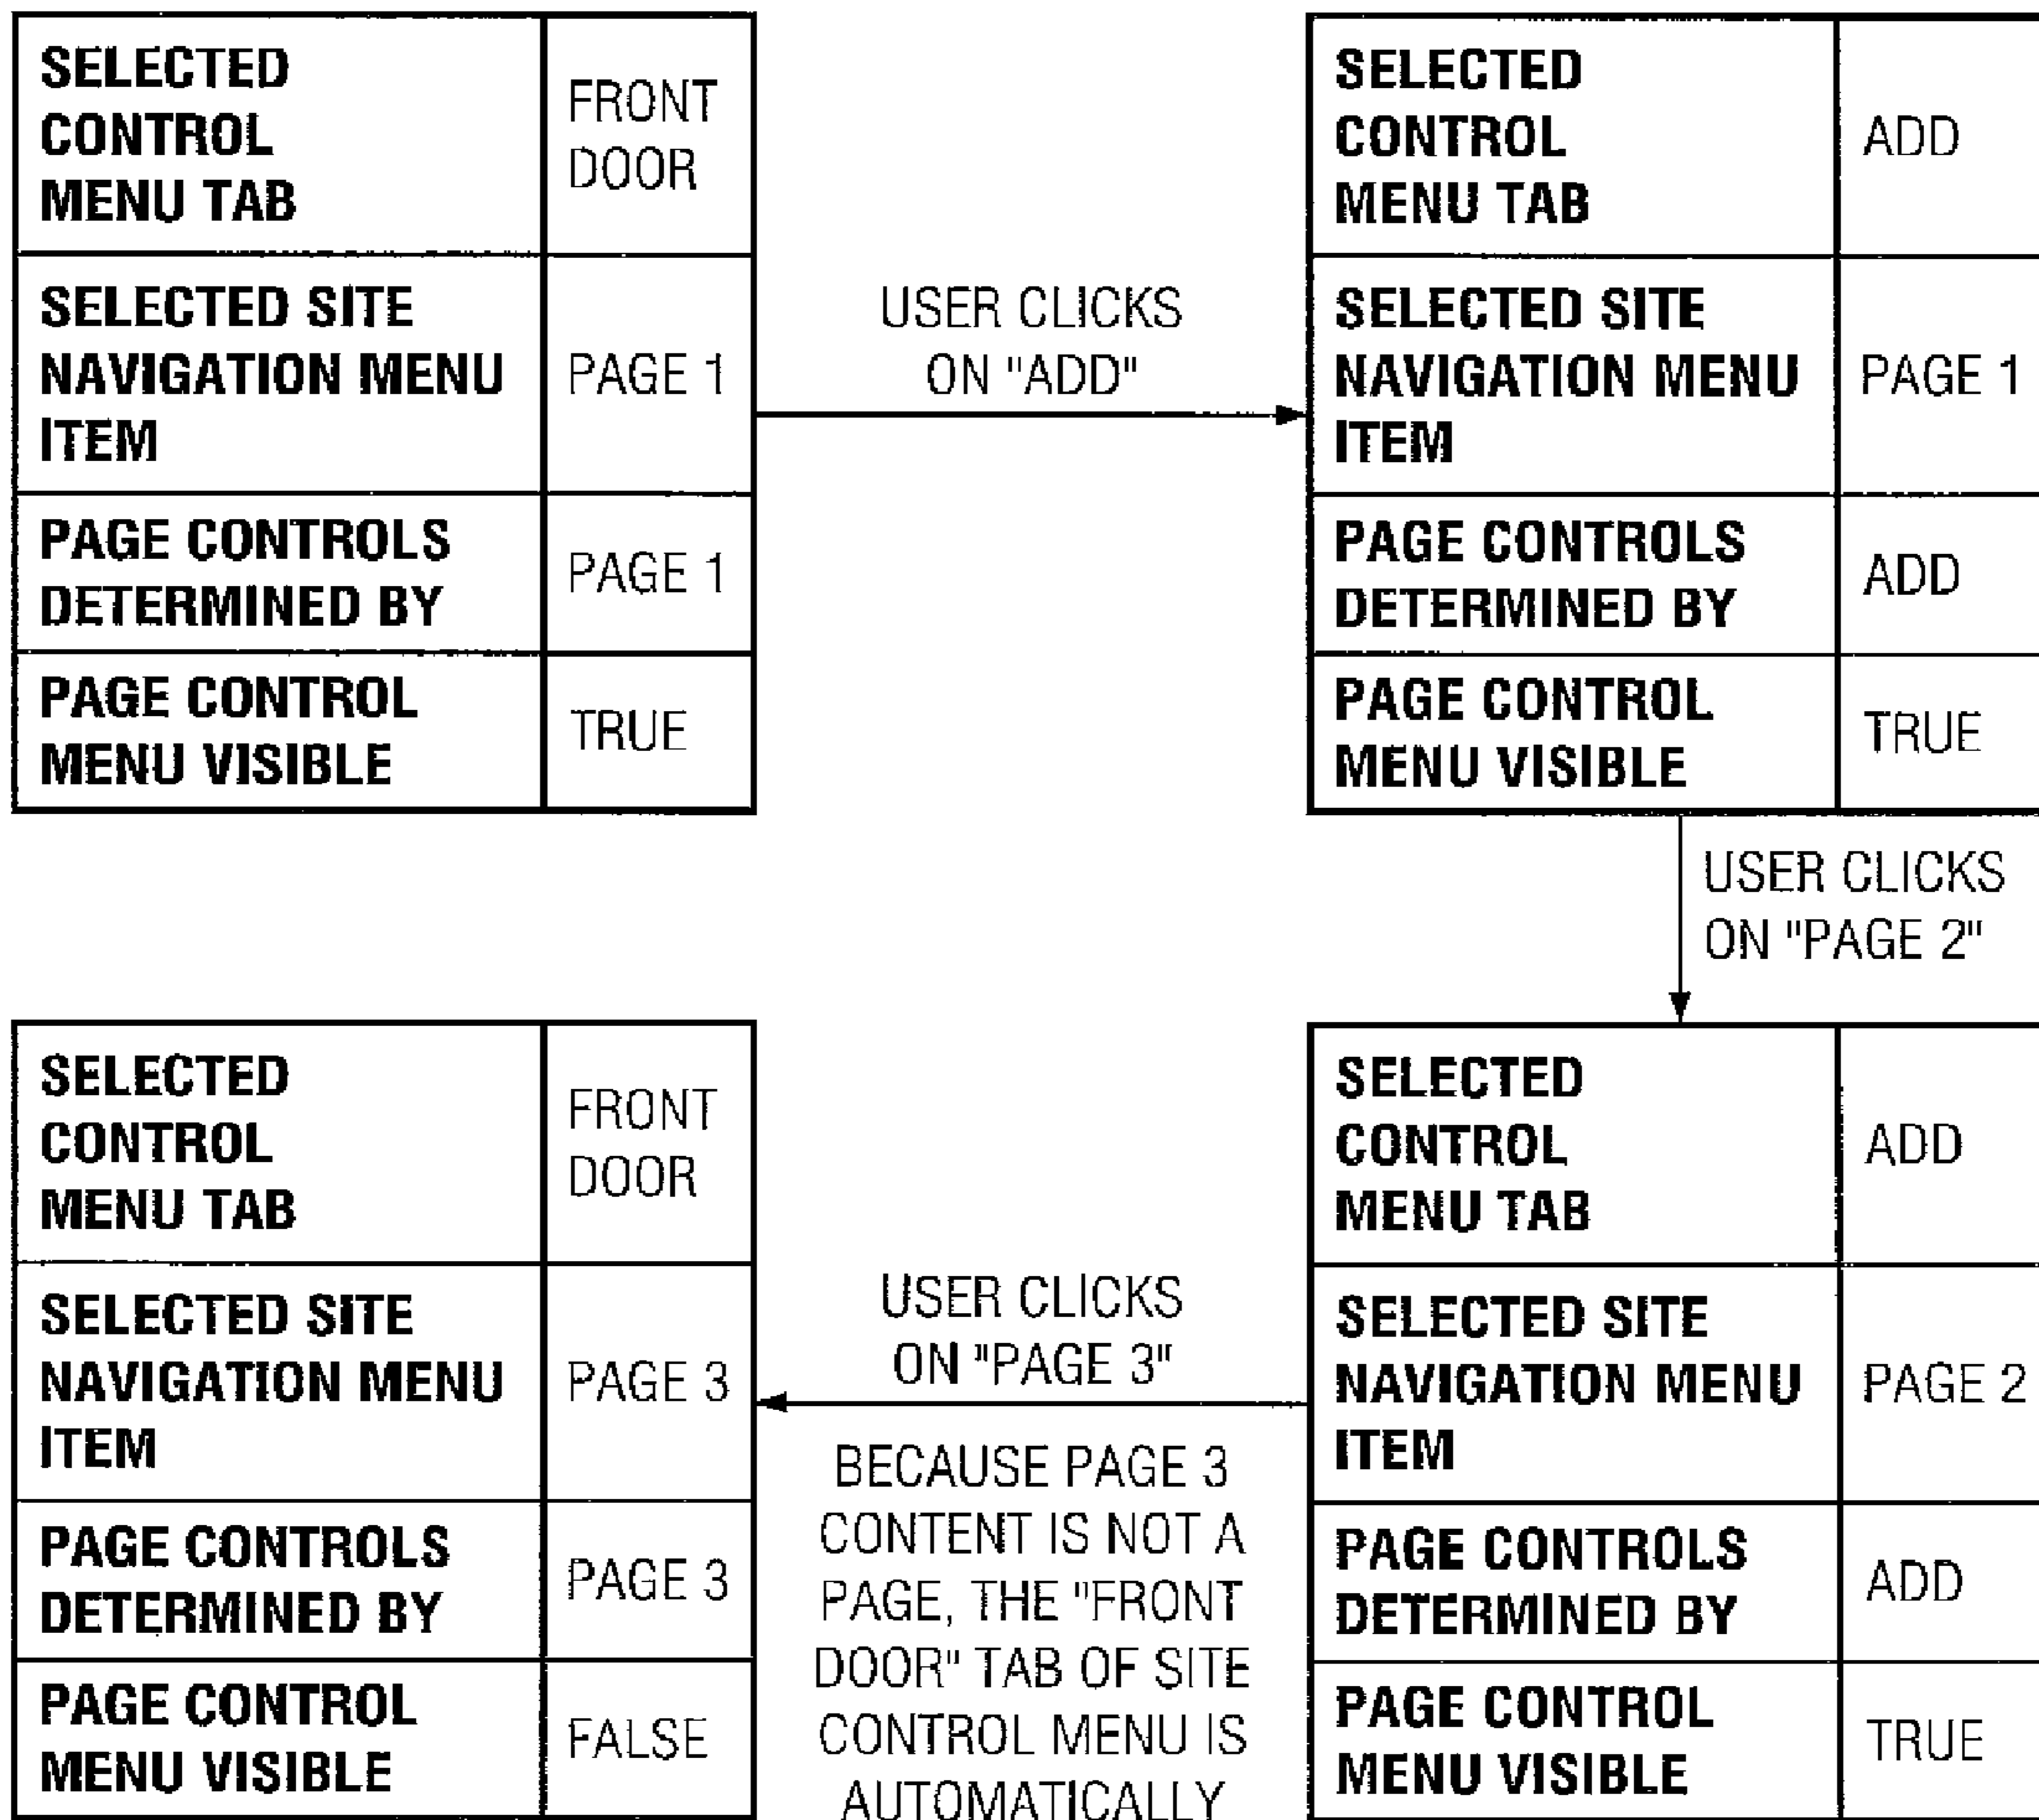 SELECTED
CONTROL
MENU TAB
FRONT
DOOR
SELECTED SITE
NAVIGATION MENU
ITEM
PAGE 1
PAGE CONTROLS
DETERMINED BY
PAGE 1
PAGE CONTROL
MENU VISIBLE
TRUE
USER CLICKS
ON "ADD"
SELECTED
CONTROL
MENU TAB
ADD
SELECTED SITE
NAVIGATION MENU
ITEM
PAGE 1
PAGE CONTROLS
DETERMINED BY
ADD
PAGE CONTROL
MENU VISIBLE
TRUE
USER CLICKS
ON "PAGE 2"
SELECTED
CONTROL
MENU TAB
ADD
SELECTED SITE
NAVIGATION MENU
ITEM
PAGE 2
PAGE CONTROLS
DETERMINED BY
ADD
PAGE CONTROL
MENU VISIBLE
TRUE
USER CLICKS
ON "PAGE 3"
BECAUSE PAGE 3
CONTENT IS NOT A
PAGE, THE "FRONT
DOOR" TAB OF SITE
CONTROL MENU IS
AUTOMATICALLY
SELECTED
CONTROL
MENU TAB
FRONT
DOOR
SELECTED SITE
NAVIGATION MENU
ITEM
PAGE 3
PAGE CONTROLS
DETERMINED BY
PAGE 3
PAGE CONTROL
MENU VISIBLE
FALSE